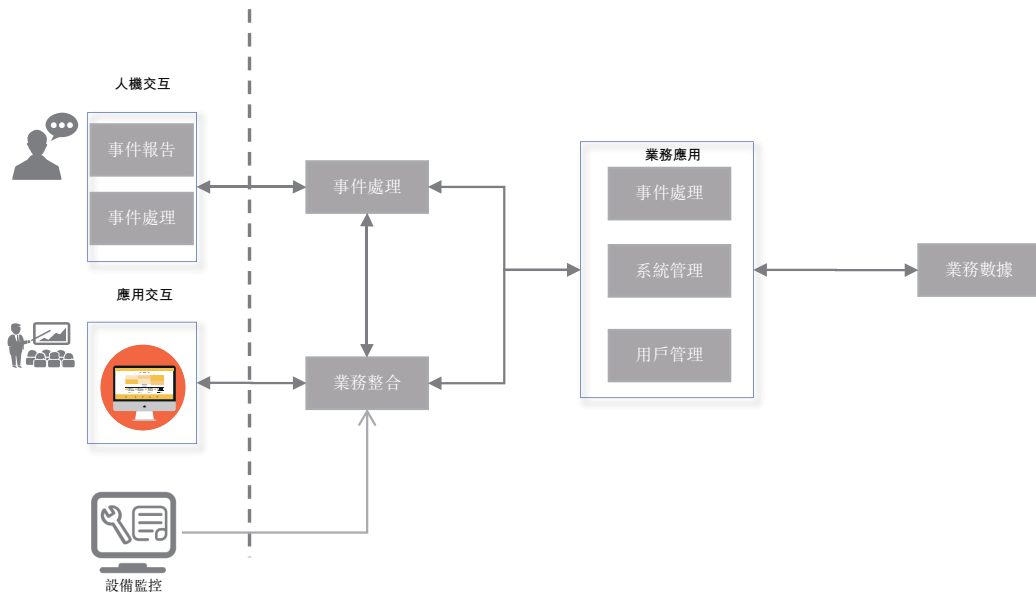 人機交互
事件報告
事件處理
應用交互
設備監控
事件處理
業務整合
業務應用
事件處理
系統管理
用戶管理
業務數據